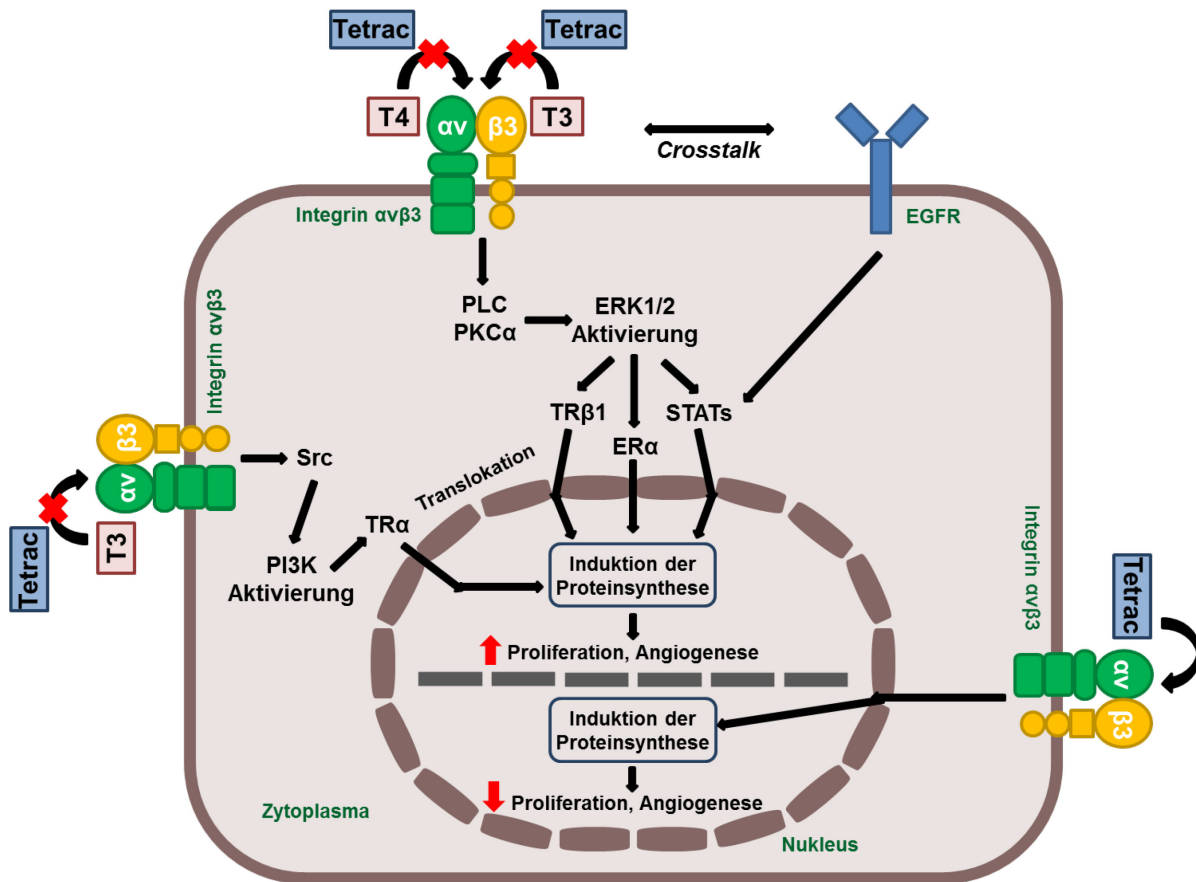 Tetrac
Tetrac
T4
αv
β3
T3
Crosstalk
Integrin αvβ3
EGFR
PLC
PKCα
ERK1/2
Aktivierung
Integrin αvβ3
TRβ1
STATs
ERα
β3
αv
Src
Translokation
Tetrac
T3
TRα
PI3K
Aktivierung
Induktion der
Proteinsynthese
Proliferation, Angiogenese
Integrin αvβ3
Tetrac
αv
β3
Induktion der
Proteinsynthese
Proliferation, Angiogenese
Zytoplasma
Nukleus